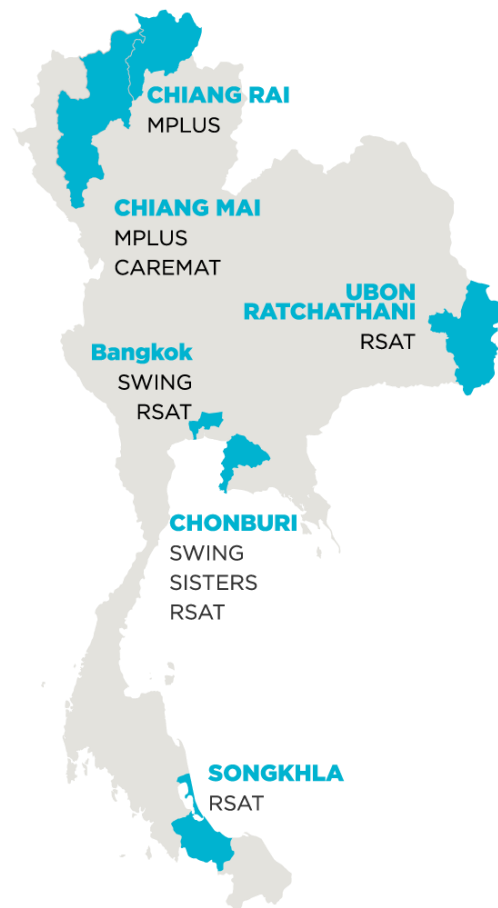 CHIANG RAI
MPLUS
CHIANG MAI
MPLUS
CAREMAT
UBON
RATCHATHANI
RSAT
Bangkok
SWING
RSAT
CHONBURI
SWING
SISTERS
RSAT
SONGKHLA
RSAT